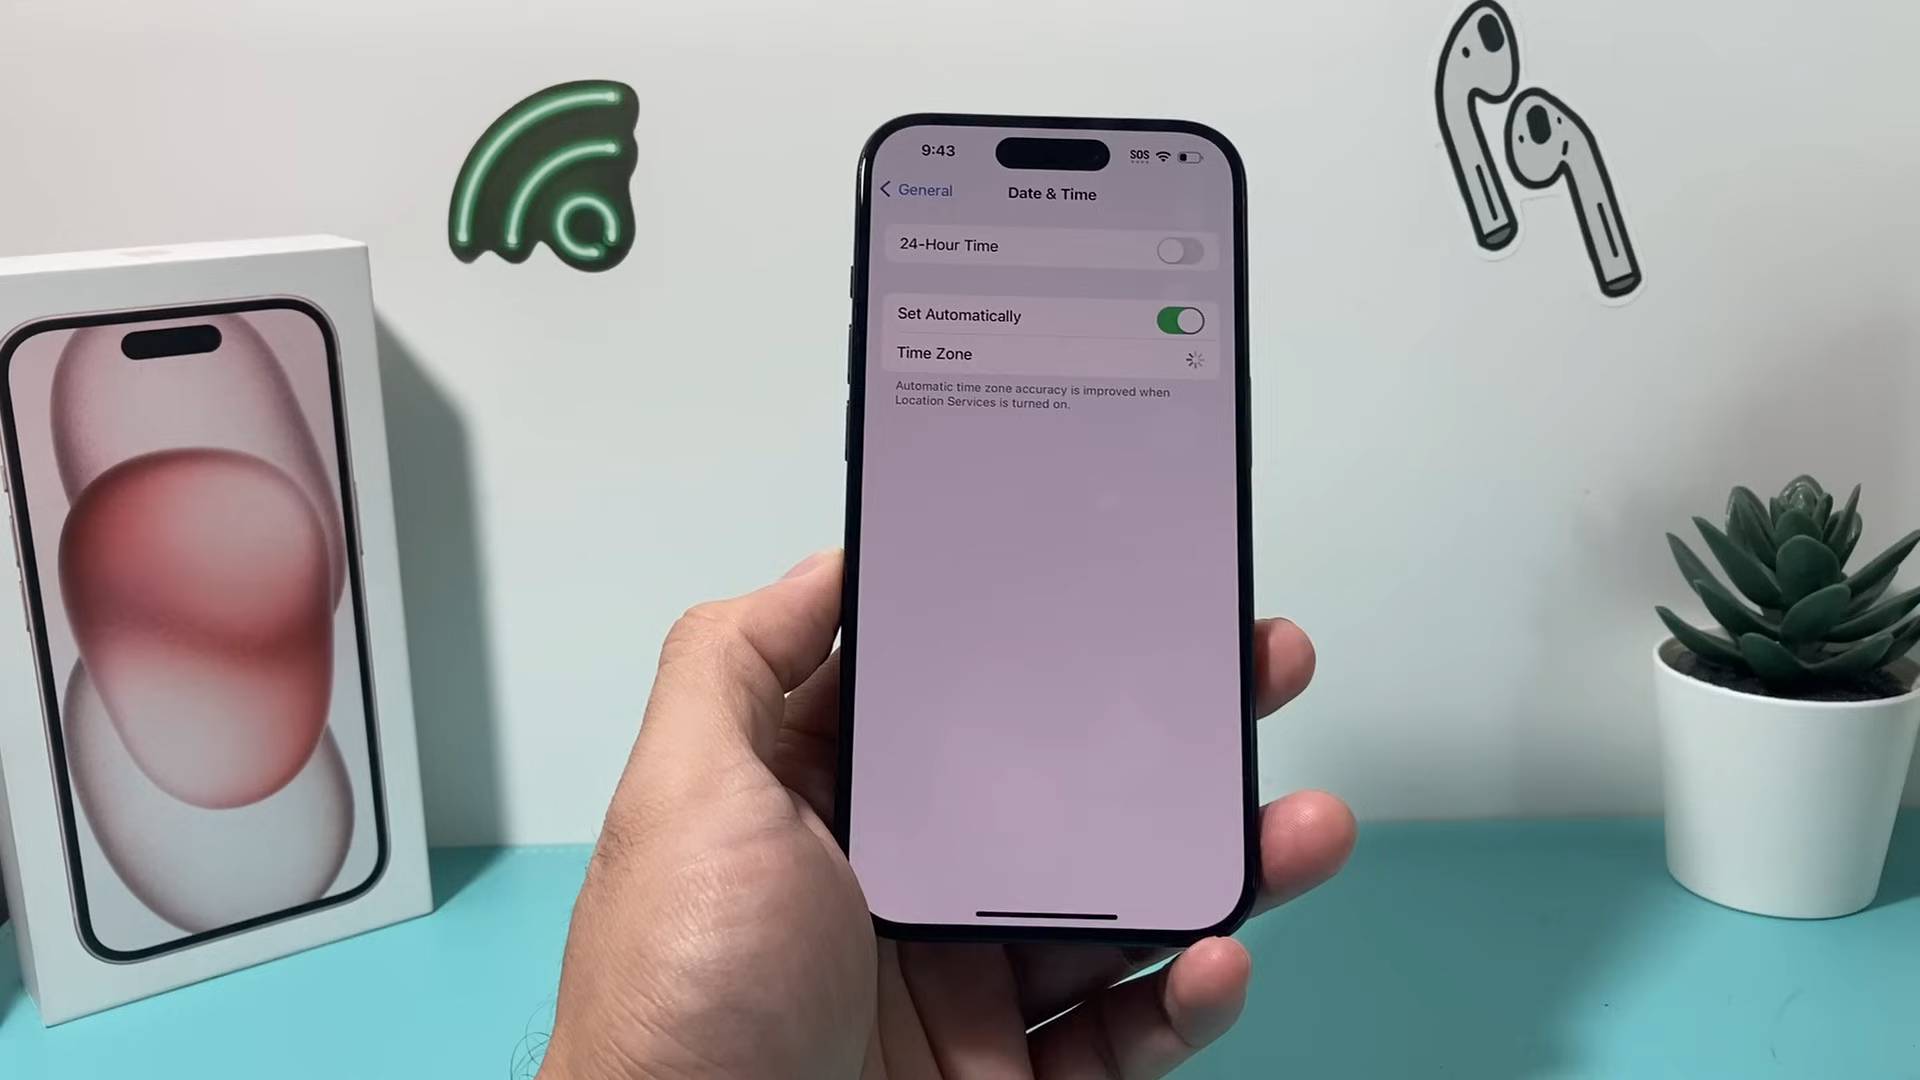 9:43
SOS
General
Date & Time
24-Hour Time
Set Automatically
Time Zone
Automatic time zone accuracy is improved when
Location Services is turned on.